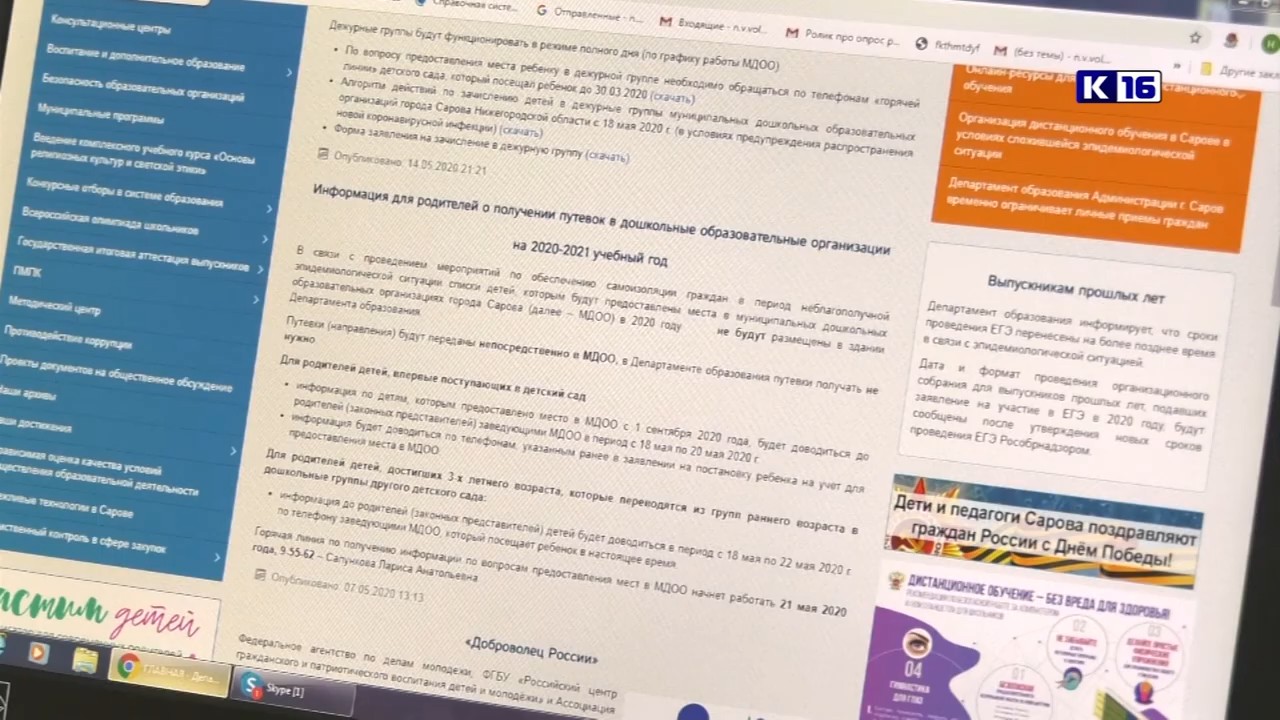 Справочная систе...
Отправленные - n....
Входящие - n.v.vol...
Ролик про опрос р...
fkthmtdyf
(без темы) - n.v.vol...
Другие закл
К 16
Консультационные центры
Воспитание и дополнительное образование
Безопасность образовательных организаций
Муниципальные программы
Введение комплексного учебного курса «Основы
религиозных культур и светской этики»
Конкурсные отборы в системе образования
Всероссийская олимпиада школьников
Государственная итоговая аттестация выпускников
ПМПК
Методический центр
Противодействие коррупции
Проекты документов на общественное обсуждение
Наши архивы
достижения
оценка качества условий
образовательной деятельности
технологии в Сарове
контроль в сфере закупок
детей
Дежурные группы будут функционировать в режиме полного дня (по графику работы МДОО)
• По вопросу предоставления места ребенку в дежурной группе необходимо обращаться по телефонам «горячей
линии» детского сада, который посещал ребенок до 30.03.2020 (скачать)
• Алгоритм действий по зачислению детей в дежурные группы муниципальных дошкольных образовательных
организаций города Сарова Нижегородской области с 18 мая 2020 г. (в условиях предупреждения распространения
новой коронавирусной инфекции) (скачать)
• Форма заявления на зачисление в дежурную группу (скачать)
Опубликовано: 14.05.2020 21:21
Информация для родителей о получении путевок в дошкольные образовательные организации
на 2020-2021 учебный год
В связи с проведением мероприятий по обеспечению самоизоляции граждан в период неблагополучной
эпидемиологической ситуации списки детей, которым будут предоставлены места в муниципальных дошкольных
образовательных организациях города Сарова (далее – МДОО) в 2020 году не будут размещены в здании
Департамента образования
Путевки (направления) будут переданы непосредственно в МДОО, в Департаменте образования путевки получать не
нужно
Для родителей детей, впервые поступающих в детский сад
• информация по детям, которым предоставлено место в МДОО с 1 сентября 2020 года, будет доводиться до
родителей (законных представителей) заведующими МДОО в период с 18 мая по 20 мая 2020 г.
• информация будет доводиться по телефонам, указанным ранее в заявлении на постановку ребенка на учет для
предоставления места в МДОО
Для родителей детей, достигших 3-х летнего возраста, которые переводятся из групп раннего возраста в
дошкольные группы другого детского сада:
• информация до родителей (законных представителей) детей будет доводиться в период с 18 мая по 22 мая 2020 г.
по телефону заведующими МДОО, который посещает ребенок в настоящее время
Горячая линия по получению информации по вопросам предоставления мест в МДОО начнет работать 21 мая 2020
года, 9-55-62 – Сапункова Лариса Анатольевна
Опубликовано: 07.05.2020 13:13
«Доброволец России»
Федеральное агентство по делам молодежи, ФГБУ «Российский центр
гражданского и патриотического воспитания детей и молодёжи» и Ассоциация
Онлайн-ресурсы для дистанционного
обучения
Организация дистанционного обучения в Сарове в
условиях сложившейся эпидемиологической
ситуации
Департамент образования Администрации г. Саров
временно ограничивает личные приемы граждан
Выпускникам прошлых лет
Департамент образования информирует, что сроки
проведения ЕГЭ перенесены на более позднее время
в связи с эпидемиологической ситуацией.
Дата и формат проведения организационного
собрания для выпускников прошлых лет, подавших
заявление на участие в ЕГЭ в 2020 году, будут
сообщены после утверждения новых сроков
проведения ЕГЭ Рособрнадзором.
Дети и педагоги Сарова поздравляют
граждан России с Днём Победы!
ДИСТАНЦИОННОЕ ОБУЧЕНИЕ – БЕЗ ВРЕДА ДЛЯ ЗДОРОВЬЯ!
04
ГИМНАСТИКА
ДЛЯ ГЛАЗ
02
НЕ ЗАБЫВАЙТЕ
03
01
ГЛАВНАЯ - Депа...
Skype [1]